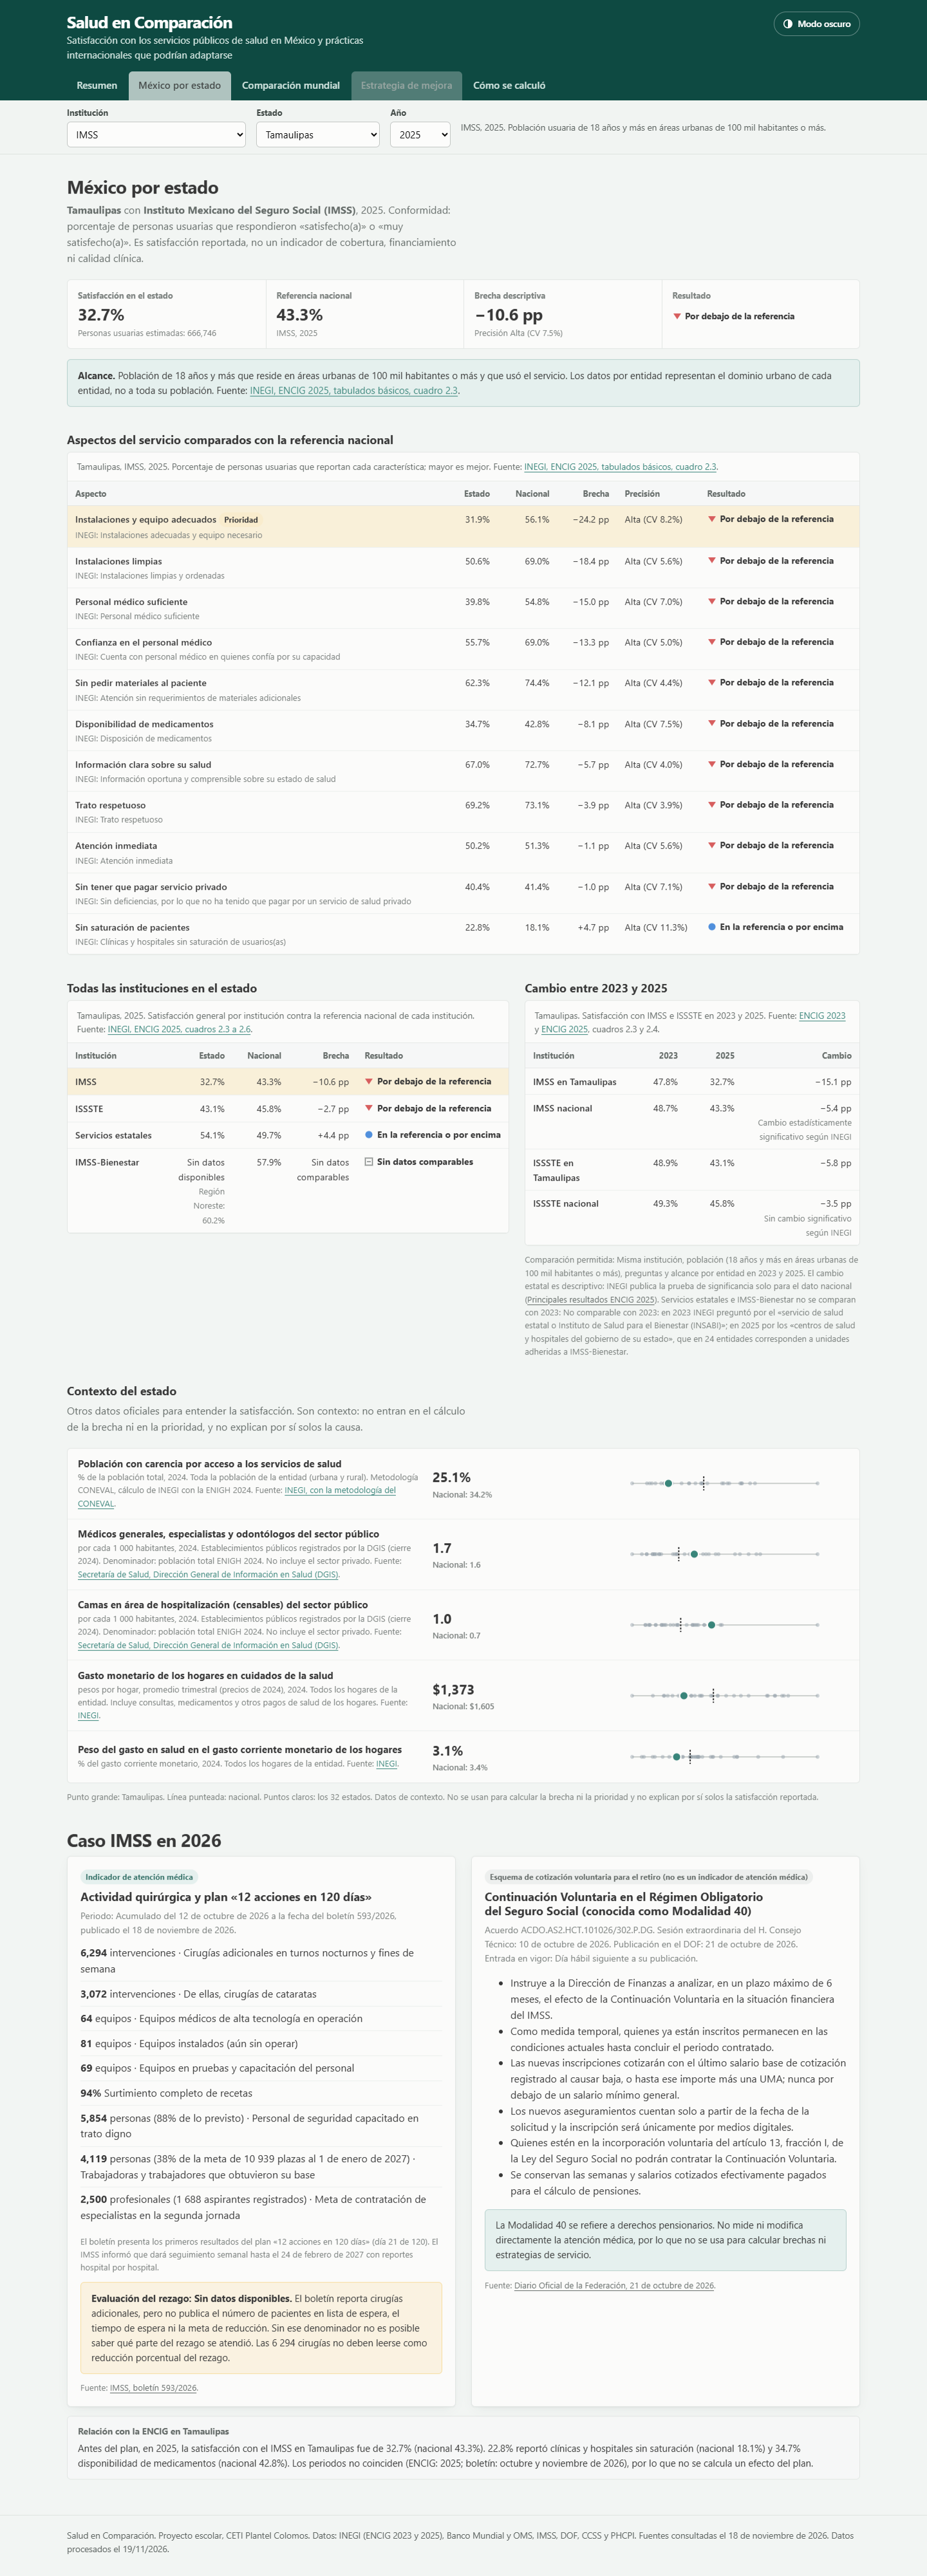 Salud en Comparación
Satisfacción con los servicios públicos de salud en México y prácticas
internacionales que podrían adaptarse
Modo oscuro
Resumen
México por estado
Comparación mundial
Estrategia de mejora
Cómo se calculó
Institución
Estado
Año
IMSS
Tamaulipas
2025
IMSS, 2025. Población usuaria de 18 años y más en áreas urbanas de 100 mil habitantes o más.
México por estado
Tamaulipas con Instituto Mexicano del Seguro Social (IMSS), 2025. Conformidad:
porcentaje de personas usuarias que respondieron «satisfecho(a)» o «muy
satisfecho(a)». Es satisfacción reportada, no un indicador de cobertura, financiamiento
ni calidad clínica.
Satisfacción en el estado
32.7%
Personas usuarias estimadas: 666,746
Referencia nacional
43.3%
IMSS, 2025
Brecha descriptiva
−10.6 pp
Precisión Alta (CV 7.5%)
Resultado
Por debajo de la referencia
Alcance. Población de 18 años y más que reside en áreas urbanas de 100 mil habitantes o más y que usó el servicio. Los datos por entidad representan el dominio urbano de cada
entidad, no a toda su población. Fuente: INEGI, ENCIG 2025, tabulados básicos, cuadro 2.3.
Aspectos del servicio comparados con la referencia nacional
Tamaulipas, IMSS, 2025. Porcentaje de personas usuarias que reportan cada característica; mayor es mejor. Fuente: INEGI, ENCIG 2025, tabulados básicos, cuadro 2.3.
Aspecto Estado Nacional Brecha Precisión Resultado
Instalaciones y equipo adecuados Prioridad 31.9% 56.1% −24.2 pp Alta (CV 8.2%) Por debajo de la referencia
INEGI: Instalaciones adecuadas y equipo necesario
Instalaciones limpias 50.6% 69.0% −18.4 pp Alta (CV 5.6%) Por debajo de la referencia
INEGI: Instalaciones limpias y ordenadas
Personal médico suficiente 39.8% 54.8% −15.0 pp Alta (CV 7.0%) Por debajo de la referencia
INEGI: Personal médico suficiente
Confianza en el personal médico 55.7% 69.0% −13.3 pp Alta (CV 5.0%) Por debajo de la referencia
INEGI: Cuenta con personal médico en quienes confía por su capacidad
Sin pedir materiales al paciente 62.3% 74.4% −12.1 pp Alta (CV 4.4%) Por debajo de la referencia
INEGI: Atención sin requerimientos de materiales adicionales
Disponibilidad de medicamentos 34.7% 42.8% −8.1 pp Alta (CV 7.5%) Por debajo de la referencia
INEGI: Disposición de medicamentos
Información clara sobre su salud 67.0% 72.7% −5.7 pp Alta (CV 4.0%) Por debajo de la referencia
INEGI: Información oportuna y comprensible sobre su estado de salud
Trato respetuoso 69.2% 73.1% −3.9 pp Alta (CV 3.9%) Por debajo de la referencia
INEGI: Trato respetuoso
Atención inmediata 50.2% 51.3% −1.1 pp Alta (CV 5.6%) Por debajo de la referencia
INEGI: Atención inmediata
Sin tener que pagar servicio privado 40.4% 41.4% −1.0 pp Alta (CV 7.1%) Por debajo de la referencia
INEGI: Sin deficiencias, por lo que no ha tenido que pagar por un servicio de salud privado
Sin saturación de pacientes 22.8% 18.1% +4.7 pp Alta (CV 11.3%) En la referencia o por encima
INEGI: Clínicas y hospitales sin saturación de usuarios(as)
Todas las instituciones en el estado
Tamaulipas, 2025. Satisfacción general por institución contra la referencia nacional de cada institución.
Fuente: INEGI, ENCIG 2025, cuadros 2.3 a 2.6.
Institución Estado Nacional Brecha Resultado
IMSS 32.7% 43.3% −10.6 pp Por debajo de la referencia
ISSSTE 43.1% 45.8% −2.7 pp Por debajo de la referencia
Servicios estatales 54.1% 49.7% +4.4 pp En la referencia o por encima
IMSS-Bienestar Sin datos 57.9% Sin datos Sin datos comparables
disponibles comparables
Región
Noreste:
60.2%
Cambio entre 2023 y 2025
Tamaulipas. Satisfacción con IMSS e ISSSTE en 2023 y 2025. Fuente: ENCIG 2023
y ENCIG 2025, cuadros 2.3 y 2.4.
Institución 2023 2025 Cambio
IMSS en Tamaulipas 47.8% 32.7% −15.1 pp
IMSS nacional 48.7% 43.3% −5.4 pp
Cambio estadísticamente
significativo según INEGI
ISSSTE en 48.9% 43.1% −5.8 pp
Tamaulipas
ISSSTE nacional 49.3% 45.8% −3.5 pp
Sin cambio significativo
según INEGI
Comparación permitida: Misma institución, población (18 años y más en áreas urbanas de
100 mil habitantes o más), preguntas y alcance por entidad en 2023 y 2025. El cambio
estatal es descriptivo: INEGI publica la prueba de significancia solo para el dato nacional
(Principales resultados ENCIG 2025). Servicios estatales e IMSS-Bienestar no se comparan
con 2023: No comparable con 2023: en 2023 INEGI preguntó por el «servicio de salud
estatal o Instituto de Salud para el Bienestar (INSABI)»; en 2025 por los «centros de salud
y hospitales del gobierno de su estado», que en 24 entidades corresponden a unidades
adheridas a IMSS-Bienestar.
Contexto del estado
Otros datos oficiales para entender la satisfacción. Son contexto: no entran en el cálculo
de la brecha ni en la prioridad, y no explican por sí solos la causa.
Población con carencia por acceso a los servicios de salud
% de la población total, 2024. Toda la población de la entidad (urbana y rural). Metodología
CONEVAL, cálculo de INEGI con la ENIGH 2024. Fuente: INEGI, con la metodología del
CONEVAL.
25.1%
Nacional: 34.2%
Médicos generales, especialistas y odontólogos del sector público
por cada 1 000 habitantes, 2024. Establecimientos públicos registrados por la DGIS (cierre
2024). Denominador: población total ENIGH 2024. No incluye el sector privado. Fuente:
Secretaría de Salud, Dirección General de Información en Salud (DGIS).
1.7
Nacional: 1.6
Camas en área de hospitalización (censables) del sector público
por cada 1 000 habitantes, 2024. Establecimientos públicos registrados por la DGIS (cierre
2024). Denominador: población total ENIGH 2024. No incluye el sector privado. Fuente:
Secretaría de Salud, Dirección General de Información en Salud (DGIS).
1.0
Nacional: 0.7
Gasto monetario de los hogares en cuidados de la salud
pesos por hogar, promedio trimestral (precios de 2024), 2024. Todos los hogares de la
entidad. Incluye consultas, medicamentos y otros pagos de salud de los hogares. Fuente:
INEGI.
$1,373
Nacional: $1,605
Peso del gasto en salud en el gasto corriente monetario de los hogares
% del gasto corriente monetario, 2024. Todos los hogares de la entidad. Fuente: INEGI.
3.1%
Nacional: 3.4%
Punto grande: Tamaulipas. Línea punteada: nacional. Puntos claros: los 32 estados. Datos de contexto. No se usan para calcular la brecha ni la prioridad y no explican por sí solos la satisfacción reportada.
Caso IMSS en 2026
Indicador de atención médica
Actividad quirúrgica y plan «12 acciones en 120 días»
Periodo: Acumulado del 12 de octubre de 2026 a la fecha del boletín 593/2026,
publicado el 18 de noviembre de 2026.
6,294 intervenciones · Cirugías adicionales en turnos nocturnos y fines de
semana
3,072 intervenciones · De ellas, cirugías de cataratas
64 equipos · Equipos médicos de alta tecnología en operación
81 equipos · Equipos instalados (aún sin operar)
69 equipos · Equipos en pruebas y capacitación del personal
94% Surtimiento completo de recetas
5,854 personas (88% de lo previsto) · Personal de seguridad capacitado en
trato digno
4,119 personas (38% de la meta de 10 939 plazas al 1 de enero de 2027) ·
Trabajadoras y trabajadores que obtuvieron su base
2,500 profesionales (1 688 aspirantes registrados) · Meta de contratación de
especialistas en la segunda jornada
El boletín presenta los primeros resultados del plan «12 acciones en 120 días» (día 21 de 120). El
IMSS informó que dará seguimiento semanal hasta el 24 de febrero de 2027 con reportes
hospital por hospital.
Evaluación del rezago: Sin datos disponibles. El boletín reporta cirugías
adicionales, pero no publica el número de pacientes en lista de espera, el
tiempo de espera ni la meta de reducción. Sin ese denominador no es posible
saber qué parte del rezago se atendió. Las 6 294 cirugías no deben leerse como
reducción porcentual del rezago.
Fuente: IMSS, boletín 593/2026.
Esquema de cotización voluntaria para el retiro (no es un indicador de atención médica)
Continuación Voluntaria en el Régimen Obligatorio
del Seguro Social (conocida como Modalidad 40)
Acuerdo ACDO.AS2.HCT.101026/302.P.DG. Sesión extraordinaria del H. Consejo
Técnico: 10 de octubre de 2026. Publicación en el DOF: 21 de octubre de 2026.
Entrada en vigor: Día hábil siguiente a su publicación.
• Instruye a la Dirección de Finanzas a analizar, en un plazo máximo de 6
meses, el efecto de la Continuación Voluntaria en la situación financiera
del IMSS.
• Como medida temporal, quienes ya están inscritos permanecen en las
condiciones actuales hasta concluir el periodo contratado.
• Las nuevas inscripciones cotizarán con el último salario base de cotización
registrado al causar baja, o hasta ese importe más una UMA; nunca por
debajo de un salario mínimo general.
• Los nuevos aseguramientos cuentan solo a partir de la fecha de la
solicitud y la inscripción será únicamente por medios digitales.
• Quienes estén en la incorporación voluntaria del artículo 13, fracción I, de
la Ley del Seguro Social no podrán contratar la Continuación Voluntaria.
• Se conservan las semanas y salarios cotizados efectivamente pagados
para el cálculo de pensiones.
La Modalidad 40 se refiere a derechos pensionarios. No mide ni modifica
directamente la atención médica, por lo que no se usa para calcular brechas ni
estrategias de servicio.
Fuente: Diario Oficial de la Federación, 21 de octubre de 2026.
Relación con la ENCIG en Tamaulipas
Antes del plan, en 2025, la satisfacción con el IMSS en Tamaulipas fue de 32.7% (nacional 43.3%). 22.8% reportó clínicas y hospitales sin saturación (nacional 18.1%) y 34.7%
disponibilidad de medicamentos (nacional 42.8%). Los periodos no coinciden (ENCIG: 2025; boletín: octubre y noviembre de 2026), por lo que no se calcula un efecto del plan.
Salud en Comparación. Proyecto escolar, CETI Plantel Colomos. Datos: INEGI (ENCIG 2023 y 2025), Banco Mundial y OMS, IMSS, DOF, CCSS y PHCPI. Fuentes consultadas el 18 de noviembre de 2026. Datos
procesados el 19/11/2026.